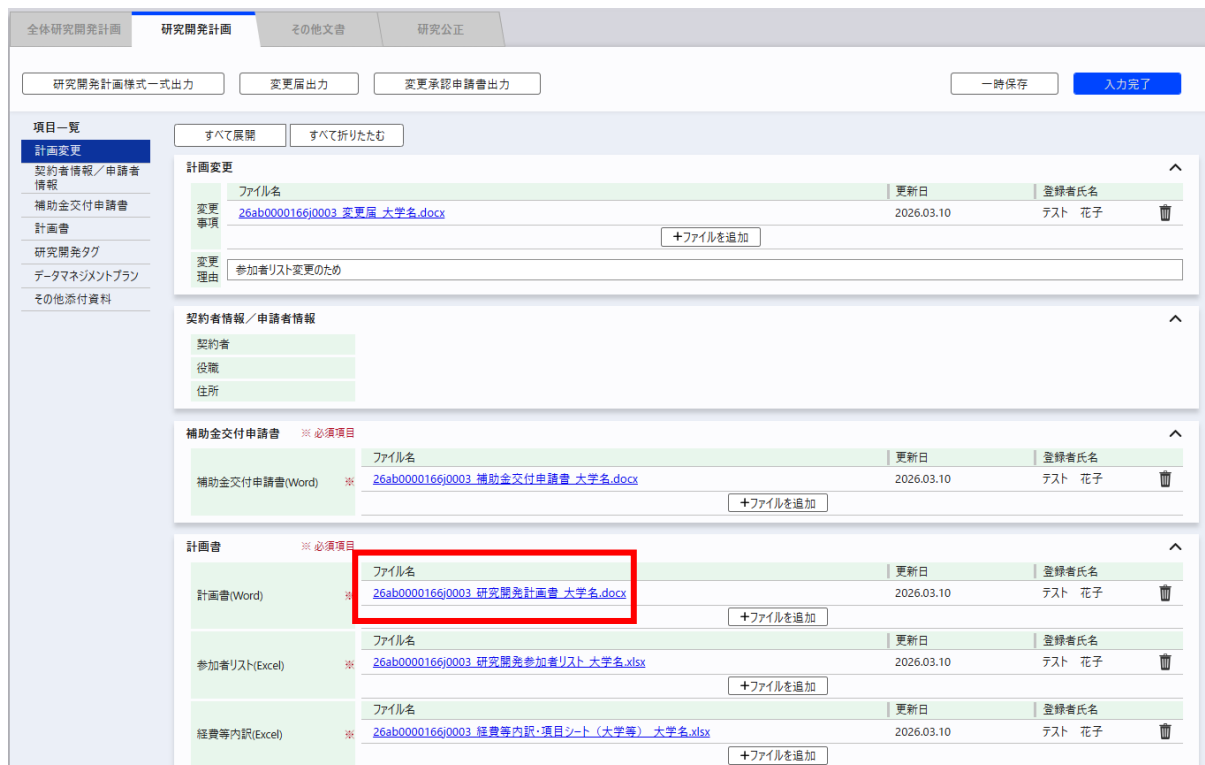 全体研究開発計画 研究開発計画 その他文書 研究公正
研究開発計画様式一式出力 変更届出力 変更承認申請書出力 一時保存 入力完了
項目一覧
計画変更
契約者情報／申請者
情報
補助金交付申請書
計画書
研究開発タグ
データマネジメントプラン
その他添付資料
すべて展開 すべて折りたたむ
計画変更
変更
事項
ファイル名 更新日 登録者氏名
26ab0000166j0003_変更届_大学名.docx 2026.03.10 テスト 花子
+ファイルを追加
変更
理由
参加者リスト変更のため
契約者情報／申請者情報
契約者
役職
住所
補助金交付申請書 ※ 必須項目
ファイル名 更新日 登録者氏名
補助金交付申請書(Word) ※ 26ab0000166j0003_補助金交付申請書_大学名.docx 2026.03.10 テスト 花子
+ファイルを追加
計画書 ※ 必須項目
ファイル名 更新日 登録者氏名
計画書(Word) ※ 26ab0000166j0003_研究開発計画書_大学名.docx 2026.03.10 テスト 花子
+ファイルを追加
ファイル名 更新日 登録者氏名
参加者リスト(Excel) ※ 26ab0000166j0003_研究開発参加者リスト_大学名.xlsx 2026.03.10 テスト 花子
+ファイルを追加
ファイル名 更新日 登録者氏名
経費等内訳(Excel) ※ 26ab0000166j0003_経費等内訳・項目シート（大学等）_大学名.xlsx 2026.03.10 テスト 花子
+ファイルを追加